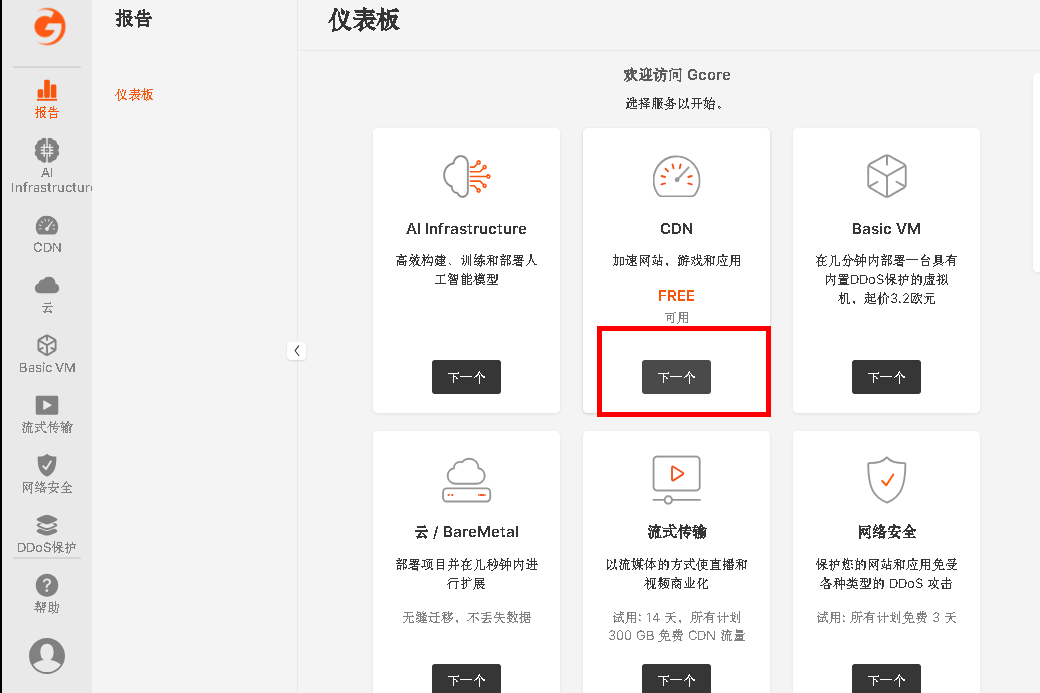 报告
仪表板
报告
AI
Infrastructure
CDN
云
Basic VM
流式传输
网络安全
DDoS保护
帮助
仪表板
欢迎访问 Gcore
选择服务以开始。
AI Infrastructure
高效构建、训练和部署人
工智能模型
下一个
CDN
加速网站，游戏和应用
FREE
可用
下一个
Basic VM
在几分钟内部署一台具有
内置DDoS保护的虚拟
机，起价3.2欧元
下一个
云 / BareMetal
部署项目并在几秒钟内进
行扩展
无缝迁移，不丢失数据
下一个
流式传输
以流媒体的方式使直播和
视频商业化
试用: 14 天，所有计划
300 GB 免费 CDN 流量
下一个
网络安全
保护您的网站和应用免受
各种类型的 DDoS 攻击
试用: 所有计划免费 3 天
下一个